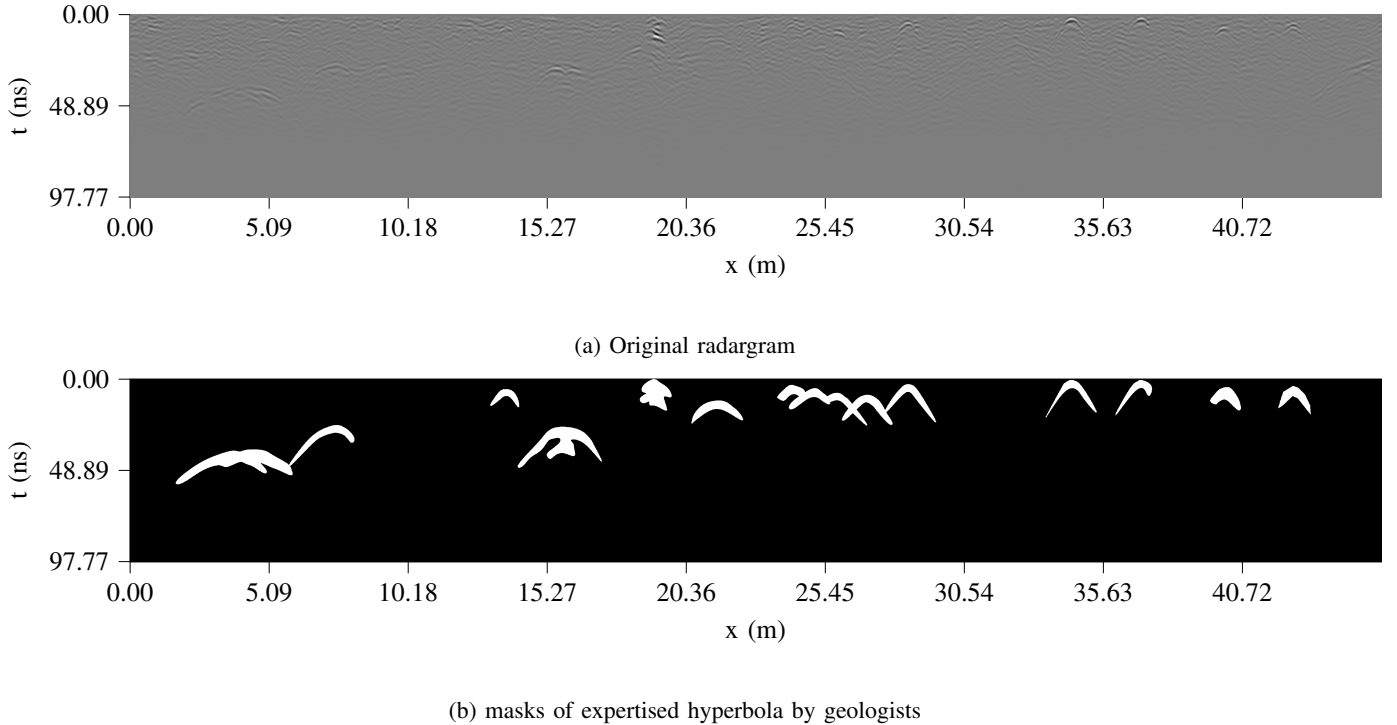 0.00
48.89
97.77
t (ns)
0.00 5.09 10.18 15.27 20.36 25.45 30.54 35.63 40.72
x (m)
(a) Original radargram
0.00
48.89
97.77
t (ns)
0.00 5.09 10.18 15.27 20.36 25.45 30.54 35.63 40.72
x (m)
(b) masks of expertised hyperbola by geologists